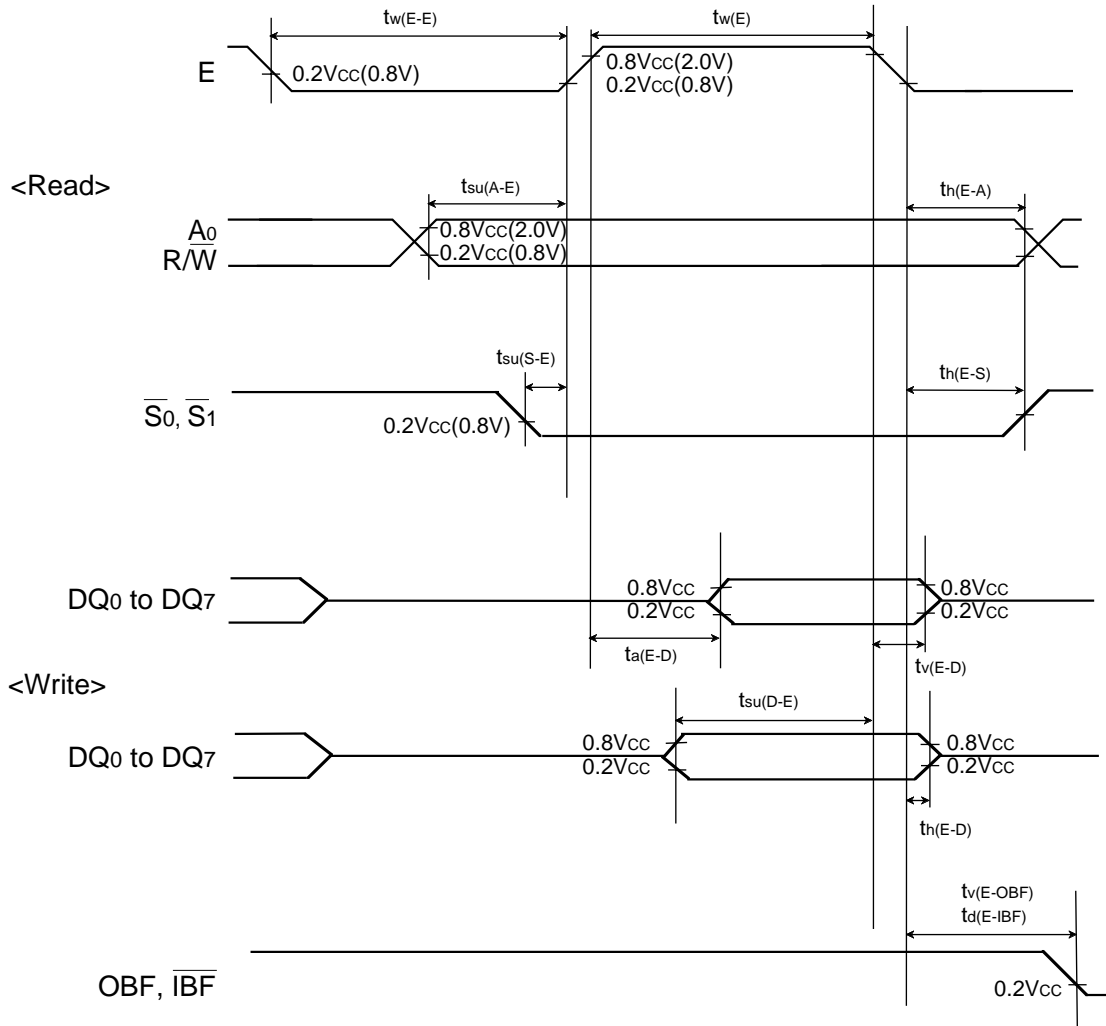 tw(E-E)
tw(E)
E
0.2VCC(0.8V)
0.8VCC(2.0V)
0.2VCC(0.8V)
<Read>
tsu(A-E)
th(E-A)
A0
R/W̅
0.8VCC(2.0V)
0.2VCC(0.8V)
tsu(S-E)
th(E-S)
S̅0, S̅1
0.2VCC(0.8V)
DQ0 to DQ7
0.8VCC
0.2VCC
0.8VCC
0.2VCC
ta(E-D)
tv(E-D)
<Write>
tsu(D-E)
DQ0 to DQ7
0.8VCC
0.2VCC
0.8VCC
0.2VCC
th(E-D)
tv(E-OBF)
td(E-IBF)
OBF, I̅B̅F̅
0.2VCC